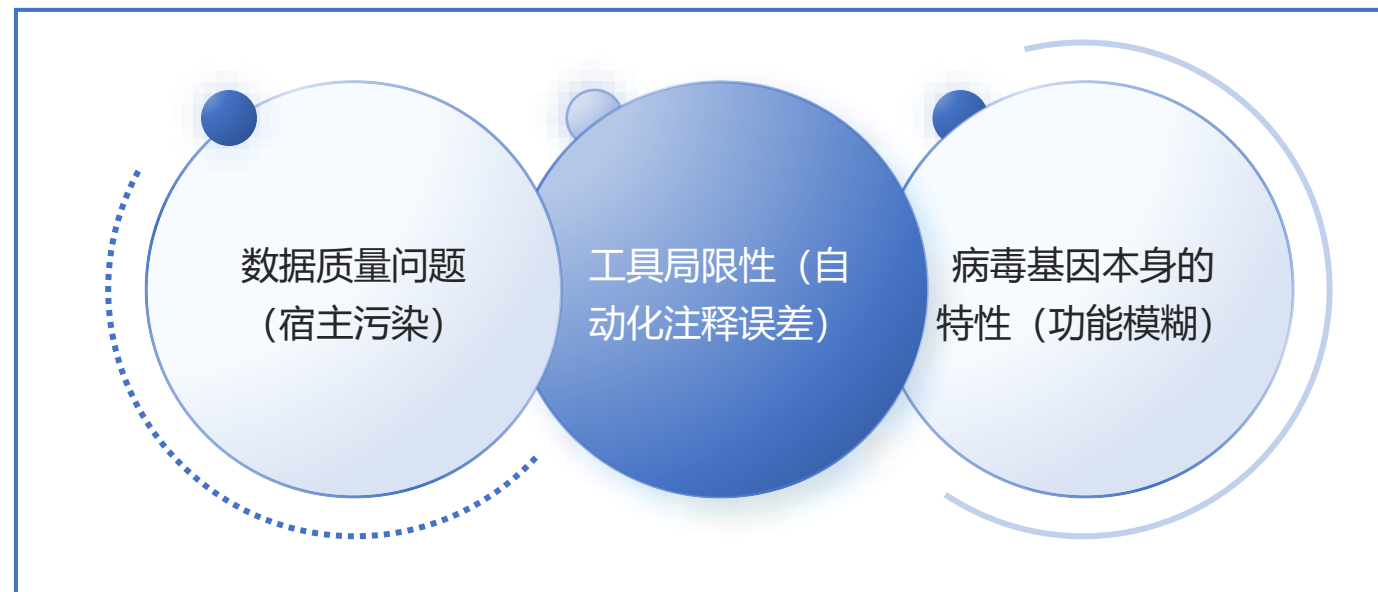 数据质量问题
（宿主污染）
工具局限性（自
动化注释误差）
病毒基因本身的
特性（功能模糊）